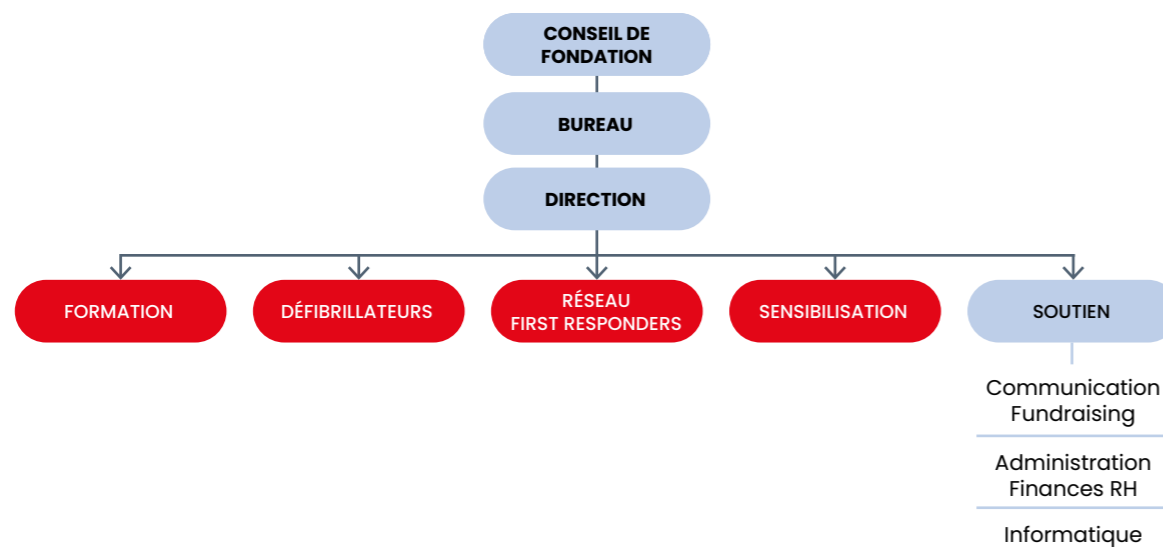 CONSEIL DE
FONDATION
BUREAU
DIRECTION
FORMATION
DÉFIBRILLATEURS
RÉSEAU
FIRST RESPONDERS
SENSIBILISATION
SOUTIEN
Communication
Fundraising
Administration
Finances RH
Informatique